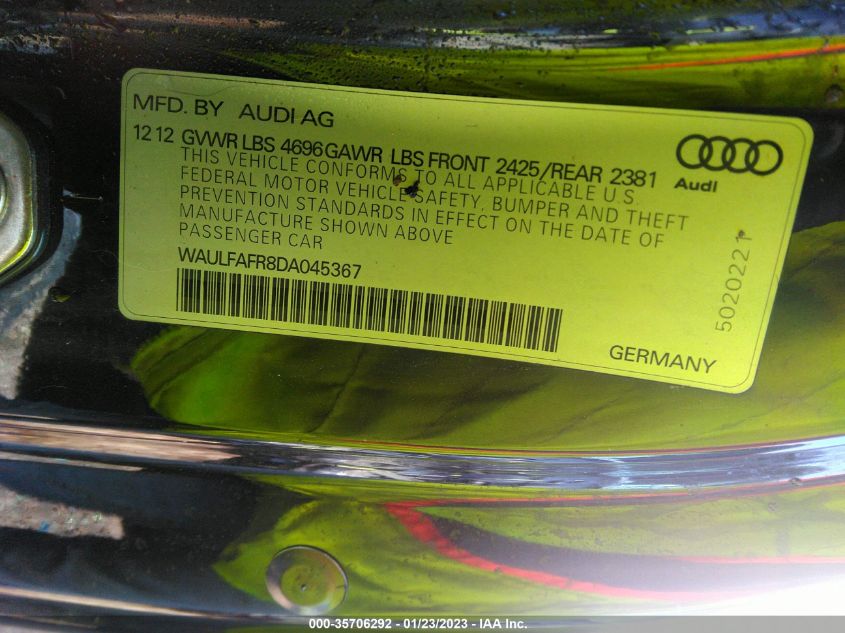 MFD. BY AUDI AG
12 12 GVWR LBS 4696 GAWR LBS FRONT 2425/REAR 2381
THIS VEHICLE CONFORMS TO ALL APPLICABLE U.S.
FEDERAL MOTOR VEHICLE SAFETY, BUMPER AND THEFT
PREVENTION STANDARDS IN EFFECT ON THE DATE OF
MANUFACTURE SHOWN ABOVE
PASSENGER CAR
WAULFAFR8DA045367
Audi
5020221
GERMANY
000-35706292 - 01/23/2023 - IAA Inc.